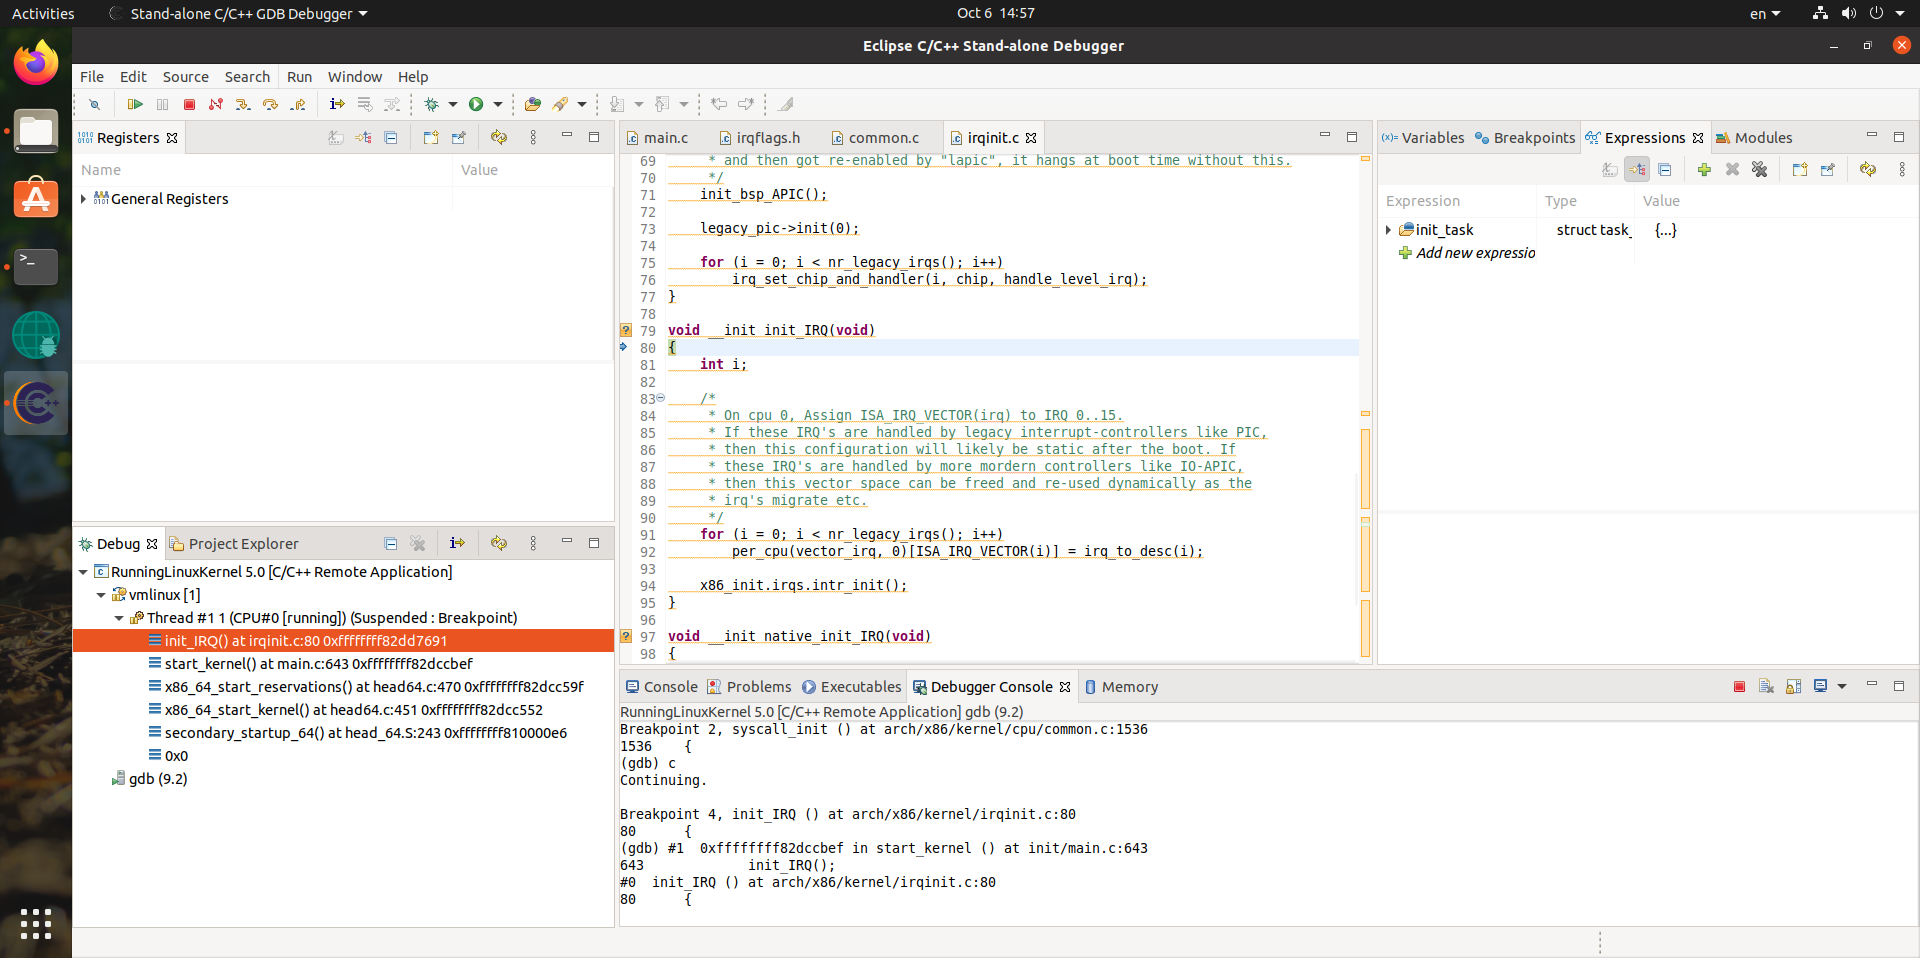 Activities
Stand-alone C/C++ GDB Debugger
Oct 6 14:57
en
Eclipse C/C++ Stand-alone Debugger
File Edit Source Search Run Window Help
Registers
Name Value
General Registers
Debug Project Explorer
RunningLinuxKernel 5.0 [C/C++ Remote Application]
vmlinux [1]
Thread #1 1 (CPU#0 [running]) (Suspended : Breakpoint)
init_IRQ() at irqinit.c:80 0xffffffff82dd7691
start_kernel() at main.c:643 0xffffffff82dccbef
x86_64_start_reservations() at head64.c:470 0xffffffff82dcc59f
x86_64_start_kernel() at head64.c:451 0xffffffff82dcc552
secondary_startup_64() at head_64.S:243 0xffffffff810000e6
0x0
gdb (9.2)
main.c irqflags.h common.c irqinit.c
69 * and then got re-enabled by "lapic", it hangs at boot time without this.
70 */
71 init_bsp_APIC();
72
73 legacy_pic->init(0);
74
75 for (i = 0; i < nr_legacy_irqs(); i++)
76 irq_set_chip_and_handler(i, chip, handle_level_irq);
77 }
78
79 void __init init_IRQ(void)
80 {
81 int i;
82
83 /*
84 * On cpu 0, Assign ISA_IRQ_VECTOR(irq) to IRQ 0..15.
85 * If these IRQ's are handled by legacy interrupt-controllers like PIC,
86 * then this configuration will likely be static after the boot. If
87 * these IRQ's are handled by more mordern controllers like IO-APIC,
88 * then this vector space can be freed and re-used dynamically as the
89 * irq's migrate etc.
90 */
91 for (i = 0; i < nr_legacy_irqs(); i++)
92 per_cpu(vector_irq, 0)[ISA_IRQ_VECTOR(i)] = irq_to_desc(i);
93
94 x86_init.irqs.intr_init();
95 }
96
97 void __init native_init_IRQ(void)
98 {
Variables Breakpoints Expressions Modules
Expression Type Value
init_task struct task_ {...}
Add new expressio
Console Problems Executables Debugger Console Memory
RunningLinuxKernel 5.0 [C/C++ Remote Application] gdb (9.2)
Breakpoint 2, syscall_init () at arch/x86/kernel/cpu/common.c:1536
1536 {
(gdb) c
Continuing.
Breakpoint 4, init_IRQ () at arch/x86/kernel/irqinit.c:80
80 {
(gdb) #1 0xffffffff82dccbef in start_kernel () at init/main.c:643
643 init_IRQ();
#0 init_IRQ () at arch/x86/kernel/irqinit.c:80
80 {